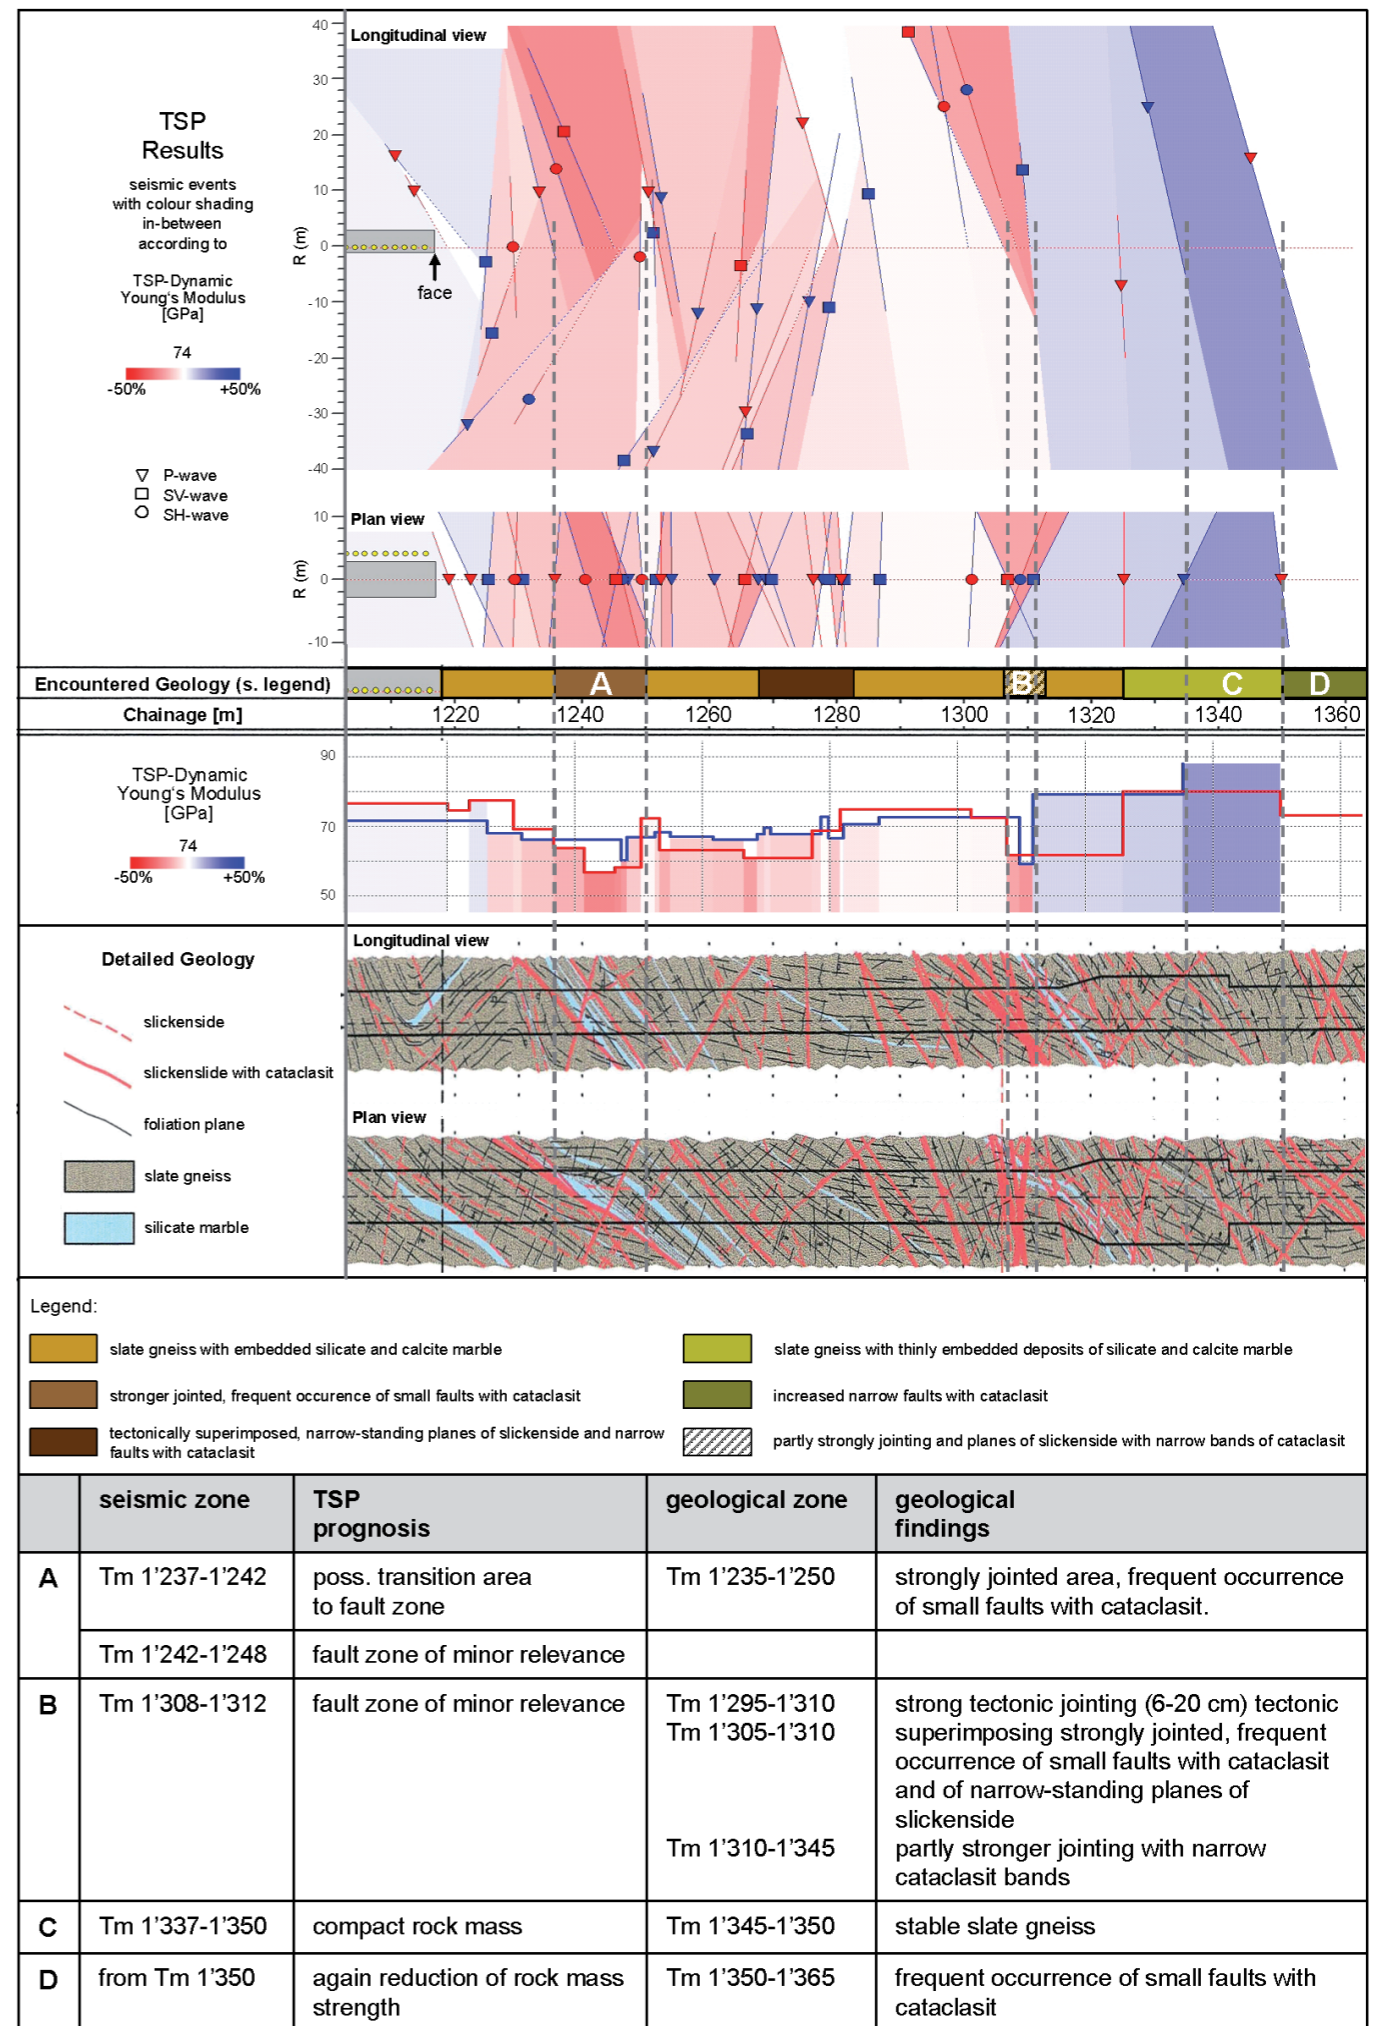 40
Longitudinal view
30
20
10
0
-10
-20
-30
-40
R (m)
TSP
Results
seismic events
with colour shading
in-between
according to
TSP-Dynamic
Young's Modulus
[GPa]
74
-50% +50%
face
P-wave
SV-wave
SH-wave
Plan view
10
0
-10
R (m)
Encountered Geology (s. legend)
A B C D
Chainage [m] 1220 1240 1260 1280 1300 1320 1340 1360
TSP-Dynamic
Young's Modulus
[GPa]
74
-50% +50%
90
70
50
Longitudinal view
Detailed Geology
slickenside
slickenslide with cataclasit
Plan view
foliation plane
slate gneiss
silicate marble
Legend:
slate gneiss with embedded silicate and calcite marble
slate gneiss with thinly embedded deposits of silicate and calcite marble
stronger jointed, frequent occurence of small faults with cataclasit
increased narrow faults with cataclasit
tectonically superimposed, narrow-standing planes of slickenside and narrow
faults with cataclasit
partly strongly jointing and planes of slickenside with narrow bands of cataclasit
seismic zone
TSP
prognosis
geological zone
geological
findings
A
Tm 1'237-1'242
poss. transition area
to fault zone
Tm 1'235-1'250
strongly jointed area, frequent occurrence
of small faults with cataclasit.
Tm 1'242-1'248
fault zone of minor relevance
B
Tm 1'308-1'312
fault zone of minor relevance
Tm 1'295-1'310
strong tectonic jointing (6-20 cm) tectonic
Tm 1'305-1'310
superimposing strongly jointed, frequent
occurrence of small faults with cataclasit
and of narrow-standing planes of
slickenside
Tm 1'310-1'345
partly stronger jointing with narrow
cataclasit bands
C
Tm 1'337-1'350
compact rock mass
Tm 1'345-1'350
stable slate gneiss
D
from Tm 1'350
again reduction of rock mass
strength
Tm 1'350-1'365
frequent occurrence of small faults with
cataclasit